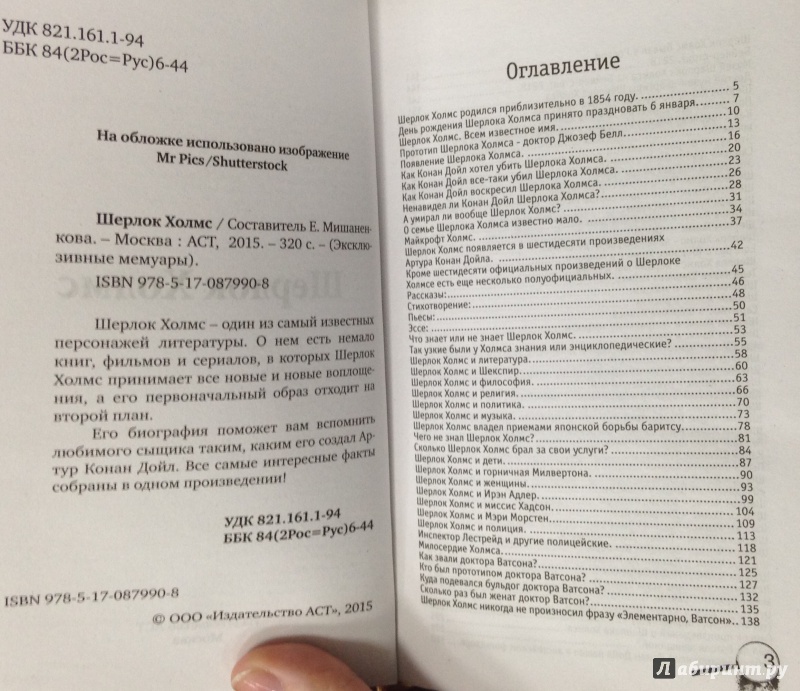 УДК 821.161.1-94
ББК 84(2Рос=Рус)6-44
На обложке использовано изображение
Mr Pics/Shutterstock
Шерлок Холмс / Составитель Е. Мишанен-
кова. – Москва : АСТ, 2015. – 320 с. – (Эксклю-
зивные мемуары).
ISBN 978-5-17-087990-8
Шерлок Холмс – один из самый известных
персонажей литературы. О нем есть немало
книг, фильмов и сериалов, в которых Шерлок
Холмс принимает все новые и новые воплоще-
ния, а его первоначальный образ отходит на
второй план.
Его биография поможет вам вспомнить
любимого сыщика таким, каким его создал Ар-
тур Конан Дойл. Все самые интересные факты
собраны в одном произведении!
УДК 821.161.1-94
ББК 84(2Рос=Рус)6-44
ISBN 978-5-17-087990-8
© ООО «Издательство АСТ», 2015
Оглавление
Шерлок Холмс родился приблизительно в 1854 году. 5
День рождения Шерлока Холмса принято праздновать 6 января. 7
Шерлок Холмс. Всем известное имя. 10
Прототип Шерлока Холмса - доктор Джозеф Белл. 13
Появление Шерлока Холмса. 16
Как Конан Дойл хотел убить Шерлока Холмса. 20
Как Конан Дойл все-таки убил Шерлока Холмса. 23
Как Конан Дойл воскресил Шерлока Холмса. 26
Ненавидел ли Конан Дойл Шерлока Холмса? 28
А умирал ли вообще Шерлок Холмс? 31
О семье Шерлока Холмса известно мало. 34
Майкрофт Холмс. 37
Шерлок Холмс появляется в шестидесяти произведениях
Артура Конан Дойла. 42
Кроме шестидесяти официальных произведений о Шерлоке
Холмсе есть еще несколько полуофициальных. 45
Рассказы: 46
Стихотворение: 48
Пьесы: 50
Эссе: 51
Что знает или не знает Шерлок Холмс. 53
Так узкие были у Холмса знания или энциклопедические? 55
Шерлок Холмс и литература. 58
Шерлок Холмс и Шекспир. 60
Шерлок Холмс и философия. 63
Шерлок Холмс и религия. 66
Шерлок Холмс и политика. 70
Шерлок Холмс и музыка. 73
Шерлок Холмс владел приемами японской борьбы баритсу 78
Чего не знал Шерлок Холмс? 81
Сколько Шерлок Холмс брал за свои услуги? 84
Шерлок Холмс и дети. 87
Шерлок Холмс и горничная Милвертона. 90
Шерлок Холмс и женщины. 93
Шерлок Холмс и Ирэн Адлер. 99
Шерлок Холмс и миссис Хадсон. 104
Шерлок Холмс и Мэри Морстен. 109
Шерлок Холмс и полиция. 113
Инспектор Лестрейд и другие полицейские. 118
Милосердие Холмса. 121
Как звали доктора Ватсона? 125
Кто был прототипом доктора Ватсона? 127
Куда подевался бульдог доктора Ватсона? 132
Сколько раз был женат доктор Ватсон? 135
Шерлок Холмс никогда не произносил фразу «Элементарно, Ватсон». 138
3
Лабиринт.ру